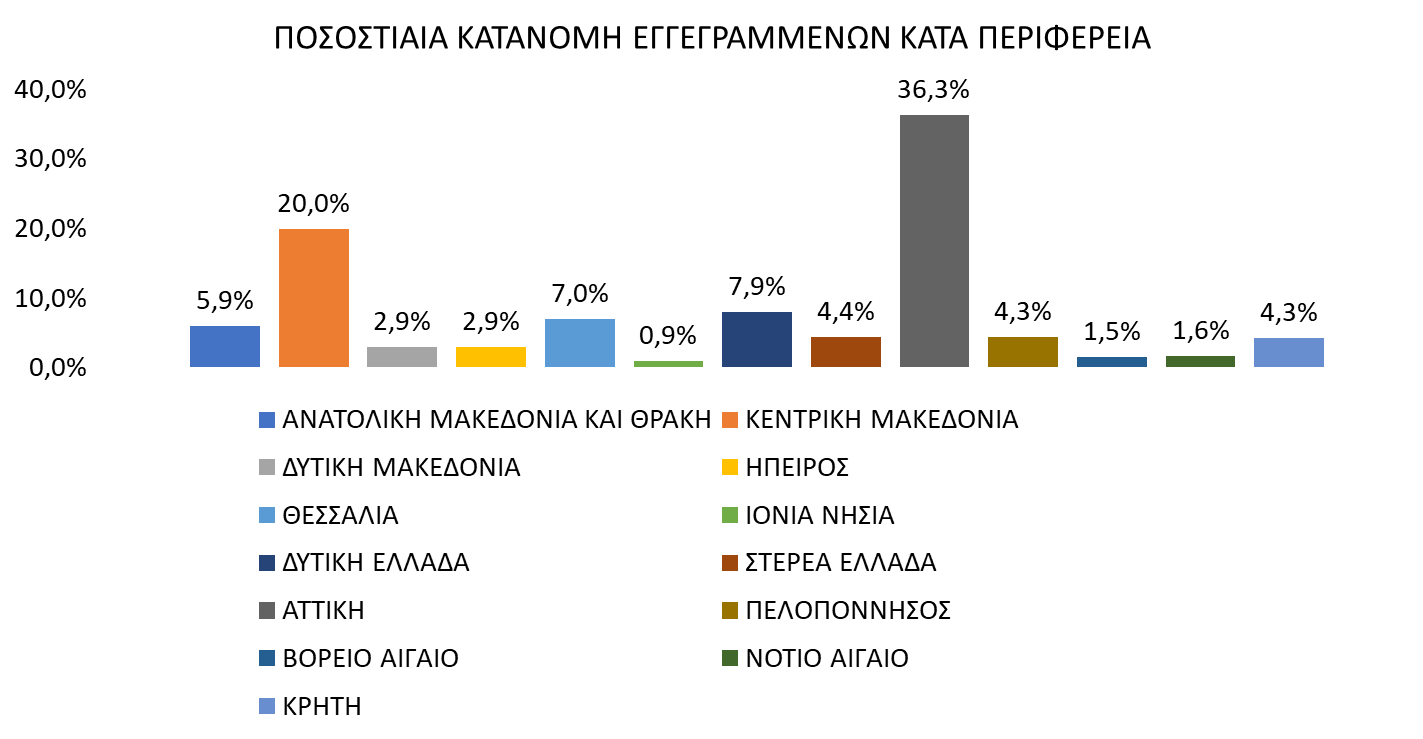 ΠΟΣΟΣΤΙΑΙΑ ΚΑΤΑΝΟΜΗ ΕΓΓΕΓΡΑΜΜΕΝΩΝ ΚΑΤΑ ΠΕΡΙΦΕΡΕΙΑ
40,0%
30,0%
20,0%
10,0%
0,0%
5,9%
20,0%
2,9%
2,9%
7,0%
0,9%
7,9%
4,4%
36,3%
4,3%
1,5%
1,6%
4,3%
ΑΝΑΤΟΛΙΚΗ ΜΑΚΕΔΟΝΙΑ ΚΑΙ ΘΡΑΚΗ
ΚΕΝΤΡΙΚΗ ΜΑΚΕΔΟΝΙΑ
ΔΥΤΙΚΗ ΜΑΚΕΔΟΝΙΑ
ΗΠΕΙΡΟΣ
ΘΕΣΣΑΛΙΑ
ΙΟΝΙΑ ΝΗΣΙΑ
ΔΥΤΙΚΗ ΕΛΛΑΔΑ
ΣΤΕΡΕΑ ΕΛΛΑΔΑ
ΑΤΤΙΚΗ
ΠΕΛΟΠΟΝΝΗΣΟΣ
ΒΟΡΕΙΟ ΑΙΓΑΙΟ
ΝΟΤΙΟ ΑΙΓΑΙΟ
ΚΡΗΤΗ